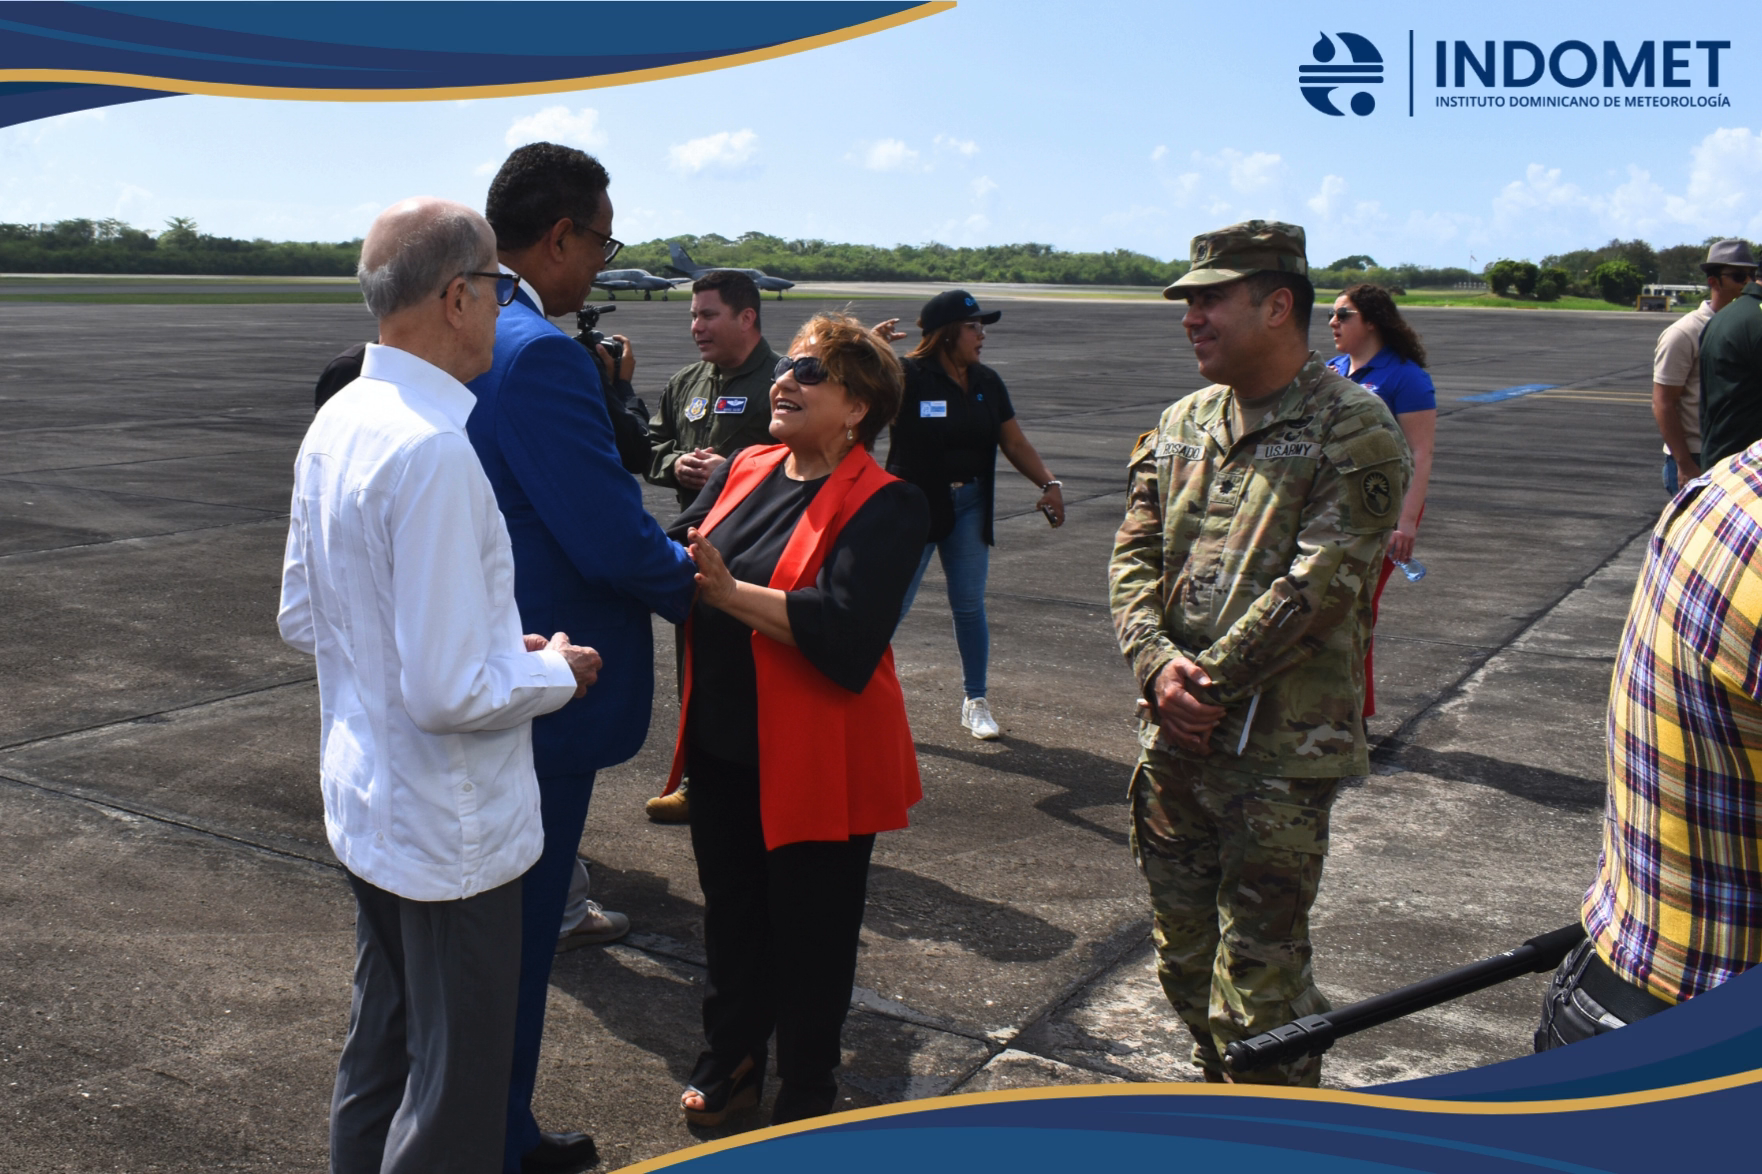 INDOMET
INSTITUTO DOMINICANO DE METEOROLOGÍA
ROSADO
U.S. ARMY